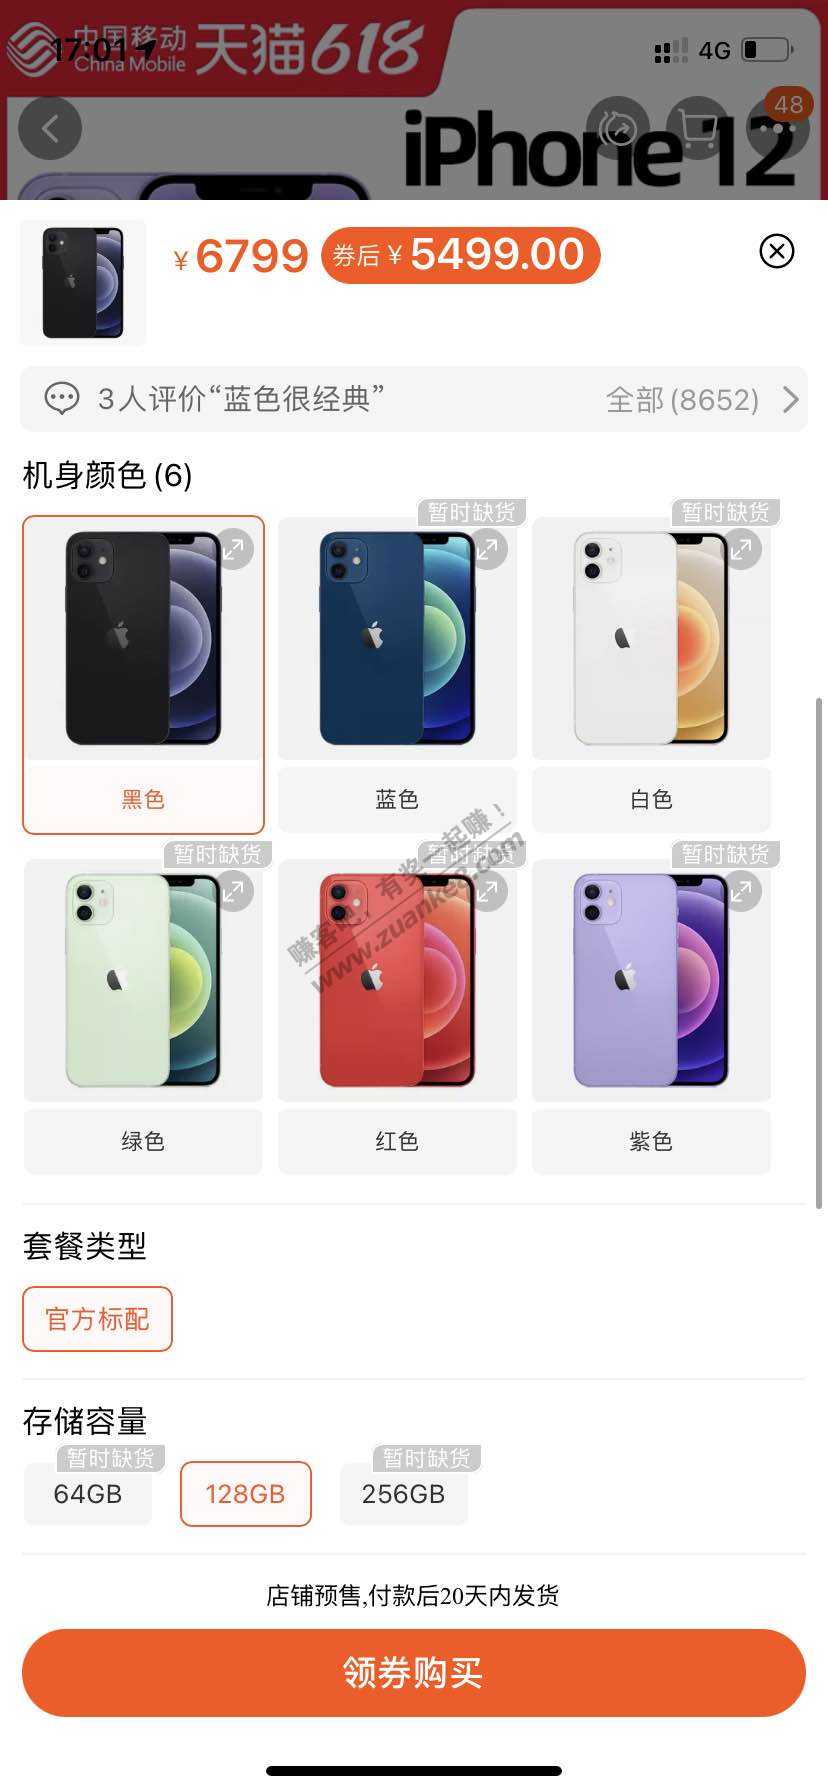 中国移动
China Mobile
天猫618
17:01
4G
48
iPhone 12
¥6799
券后¥5499.00
3人评价“蓝色很经典”
全部(8652)
机身颜色(6)
暂时缺货
暂时缺货
黑色
蓝色
白色
暂时缺货
暂时缺货
暂时缺货
赚客吧，有奖一起赚！
www.zuanke8.com
绿色
红色
紫色
套餐类型
官方标配
存储容量
暂时缺货
暂时缺货
64GB
128GB
256GB
店铺预售,付款后20天内发货
领券购买